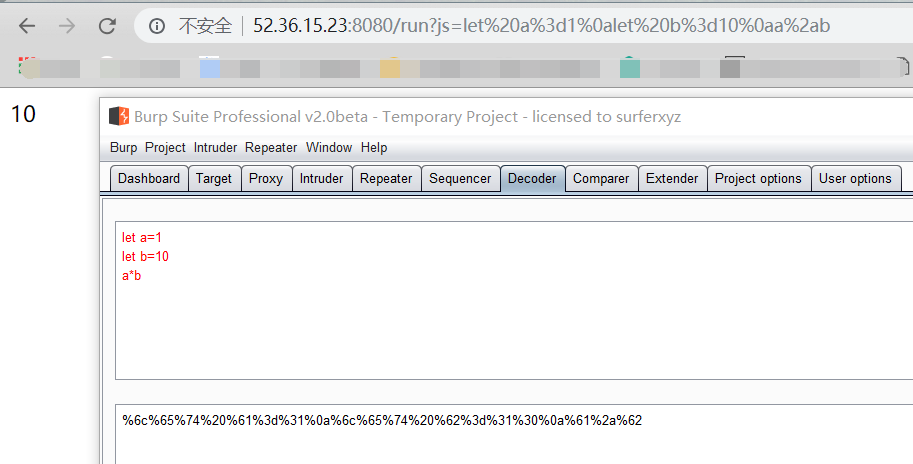 不安全 52.36.15.23:8080/run?js=let%20a%3d1%0alet%20b%3d10%0aa%2ab
10
Burp Suite Professional v2.0beta - Temporary Project - licensed to surferxyz
Burp Project Intruder Repeater Window Help
Dashboard Target Proxy Intruder Repeater Sequencer Decoder Comparer Extender Project options User options
let a=1
let b=10
a*b
%6c%65%74%20%61%3d%31%0a%6c%65%74%20%62%3d%31%30%0a%61%2a%62